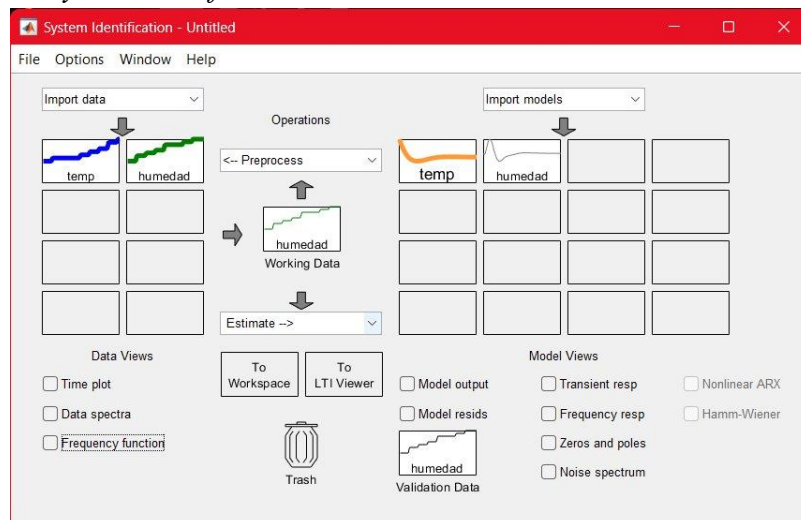 System Identification - Untitled
File Options Window Help
Import data
Import models
Operations
<-- Preprocess
temp
humedad
temp
humedad
humedad
Working Data
Estimate -->
Data Views
To Workspace
To LTI Viewer
Model Views
Time plot
Data spectra
Frequency function
Model output
Model resids
Transient resp
Frequency resp
Zeros and poles
Noise spectrum
Nonlinear ARX
Hamm-Wiener
Trash
humedad
Validation Data